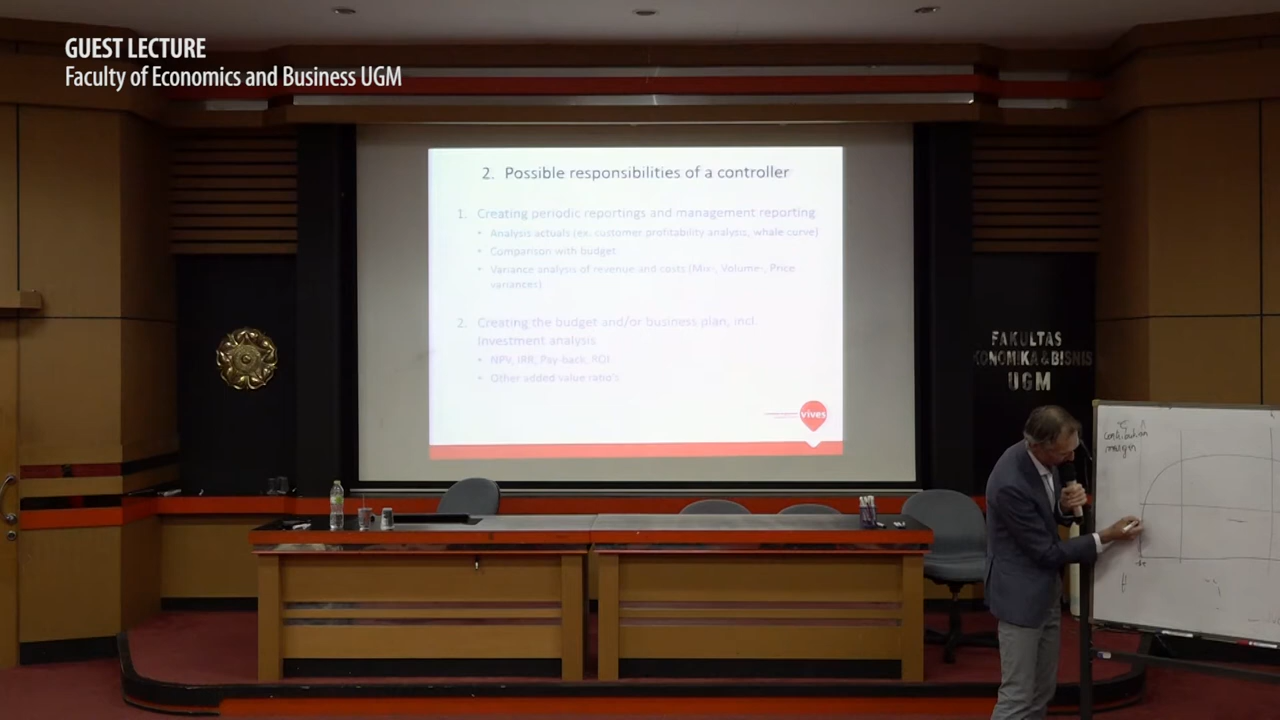 GUEST LECTURE
Faculty of Economics and Business UGM
2. Possible responsibilities of a controller
1. Creating periodic reportings and management reporting
• Analysis actuals (ex. customer profitability analysis, whale curve)
• Comparison with budget
• Variance analysis of revenue and costs (Mix-, Volume-, Price
variances)
2. Creating the budget and/or business plan, incl.
Investment analysis
• NPV, IRR, Pay-back, ROI
• Other added value ratio's
vives
FAKULTAS
EKONOMIKA & BISNIS
UGM
contribution
margin